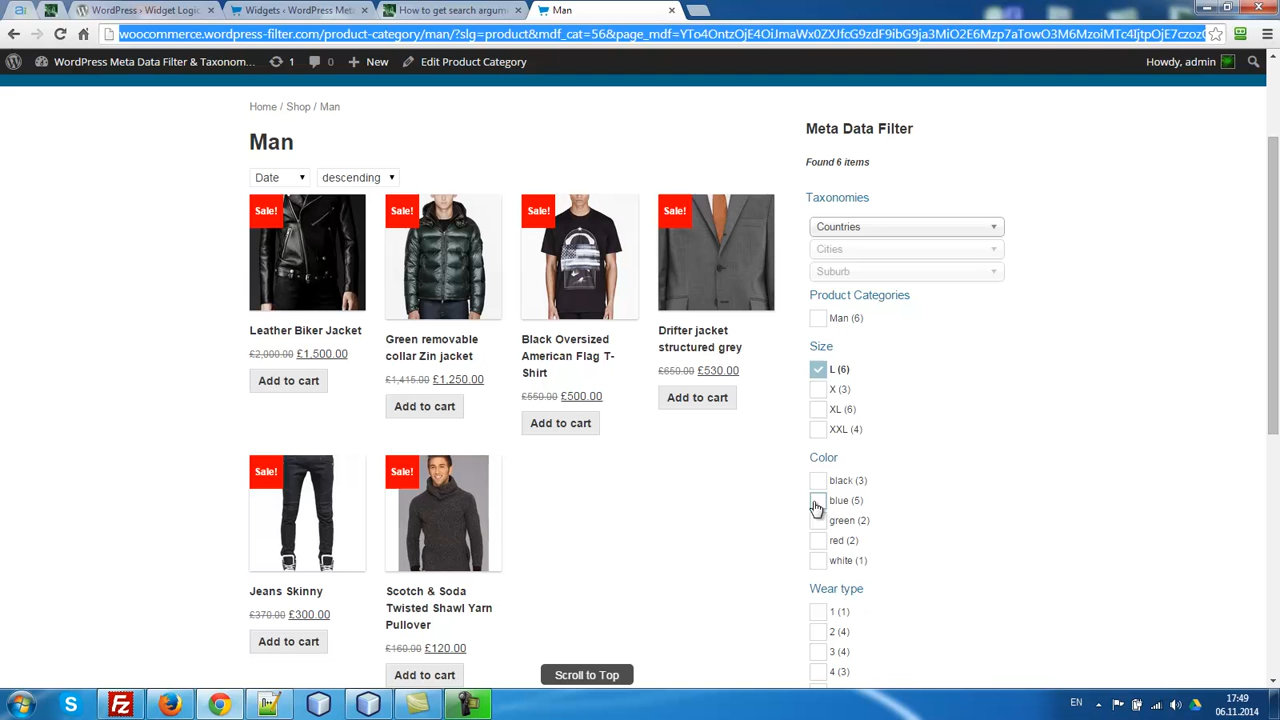 WordPress › Widget Logic
Widgets ‹ WordPress Meta
How to get search argum
Man
woocommerce.wordpress-filter.com/product-category/man/?slg=product&mdf_cat=56&page_mdf=
WordPress Meta Data Filter & Taxonom...
1
0
New
Edit Product Category
Howdy, admin
Home / Shop / Man
Man
Date
descending
Sale!
Sale!
Sale!
Sale!
Leather Biker Jacket
£2,000.00 £1,500.00
Add to cart
Green removable
collar Zin jacket
£1,415.00 £1,250.00
Add to cart
Black Oversized
American Flag T-
Shirt
£550.00 £500.00
Add to cart
Drifter jacket
structured grey
£650.00 £530.00
Add to cart
Sale!
Sale!
Jeans Skinny
£370.00 £300.00
Add to cart
Scotch & Soda
Twisted Shawl Yarn
Pullover
£160.00 £120.00
Add to cart
Scroll to Top
Meta Data Filter
Found 6 items
Taxonomies
Countries
Cities
Suburb
Product Categories
Man (6)
Size
L (6)
X (3)
XL (6)
XXL (4)
Color
black (3)
blue (5)
green (2)
red (2)
white (1)
Wear type
1 (1)
2 (4)
3 (4)
4 (3)
EN
17:49
06.11.2014